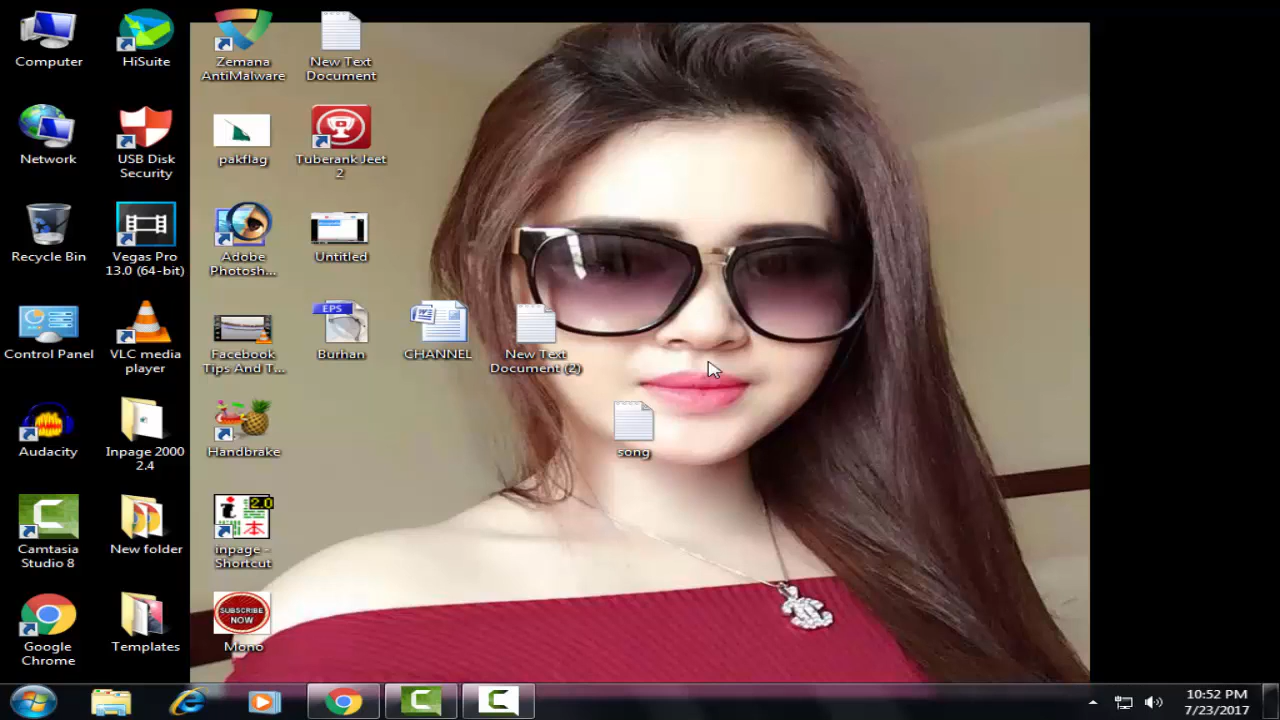 Computer
HiSuite
Zemana
AntiMalware
New Text
Document
Network
USB Disk
Security
pakflag
Tuberank Jeet
2
Recycle Bin
Vegas Pro
13.0 (64-bit)
Adobe
Photosh...
Untitled
Control Panel
VLC media
player
Facebook
Tips And T...
EPS
Burhan
CHANNEL
New Text
Document (2)
Audacity
Inpage 2000
2.4
Handbrake
song
Camtasia
Studio 8
New folder
2.0
inpage -
Shortcut
Google
Chrome
Templates
SUBSCRIBE
NOW
Mono
10:52 PM
7/23/2017